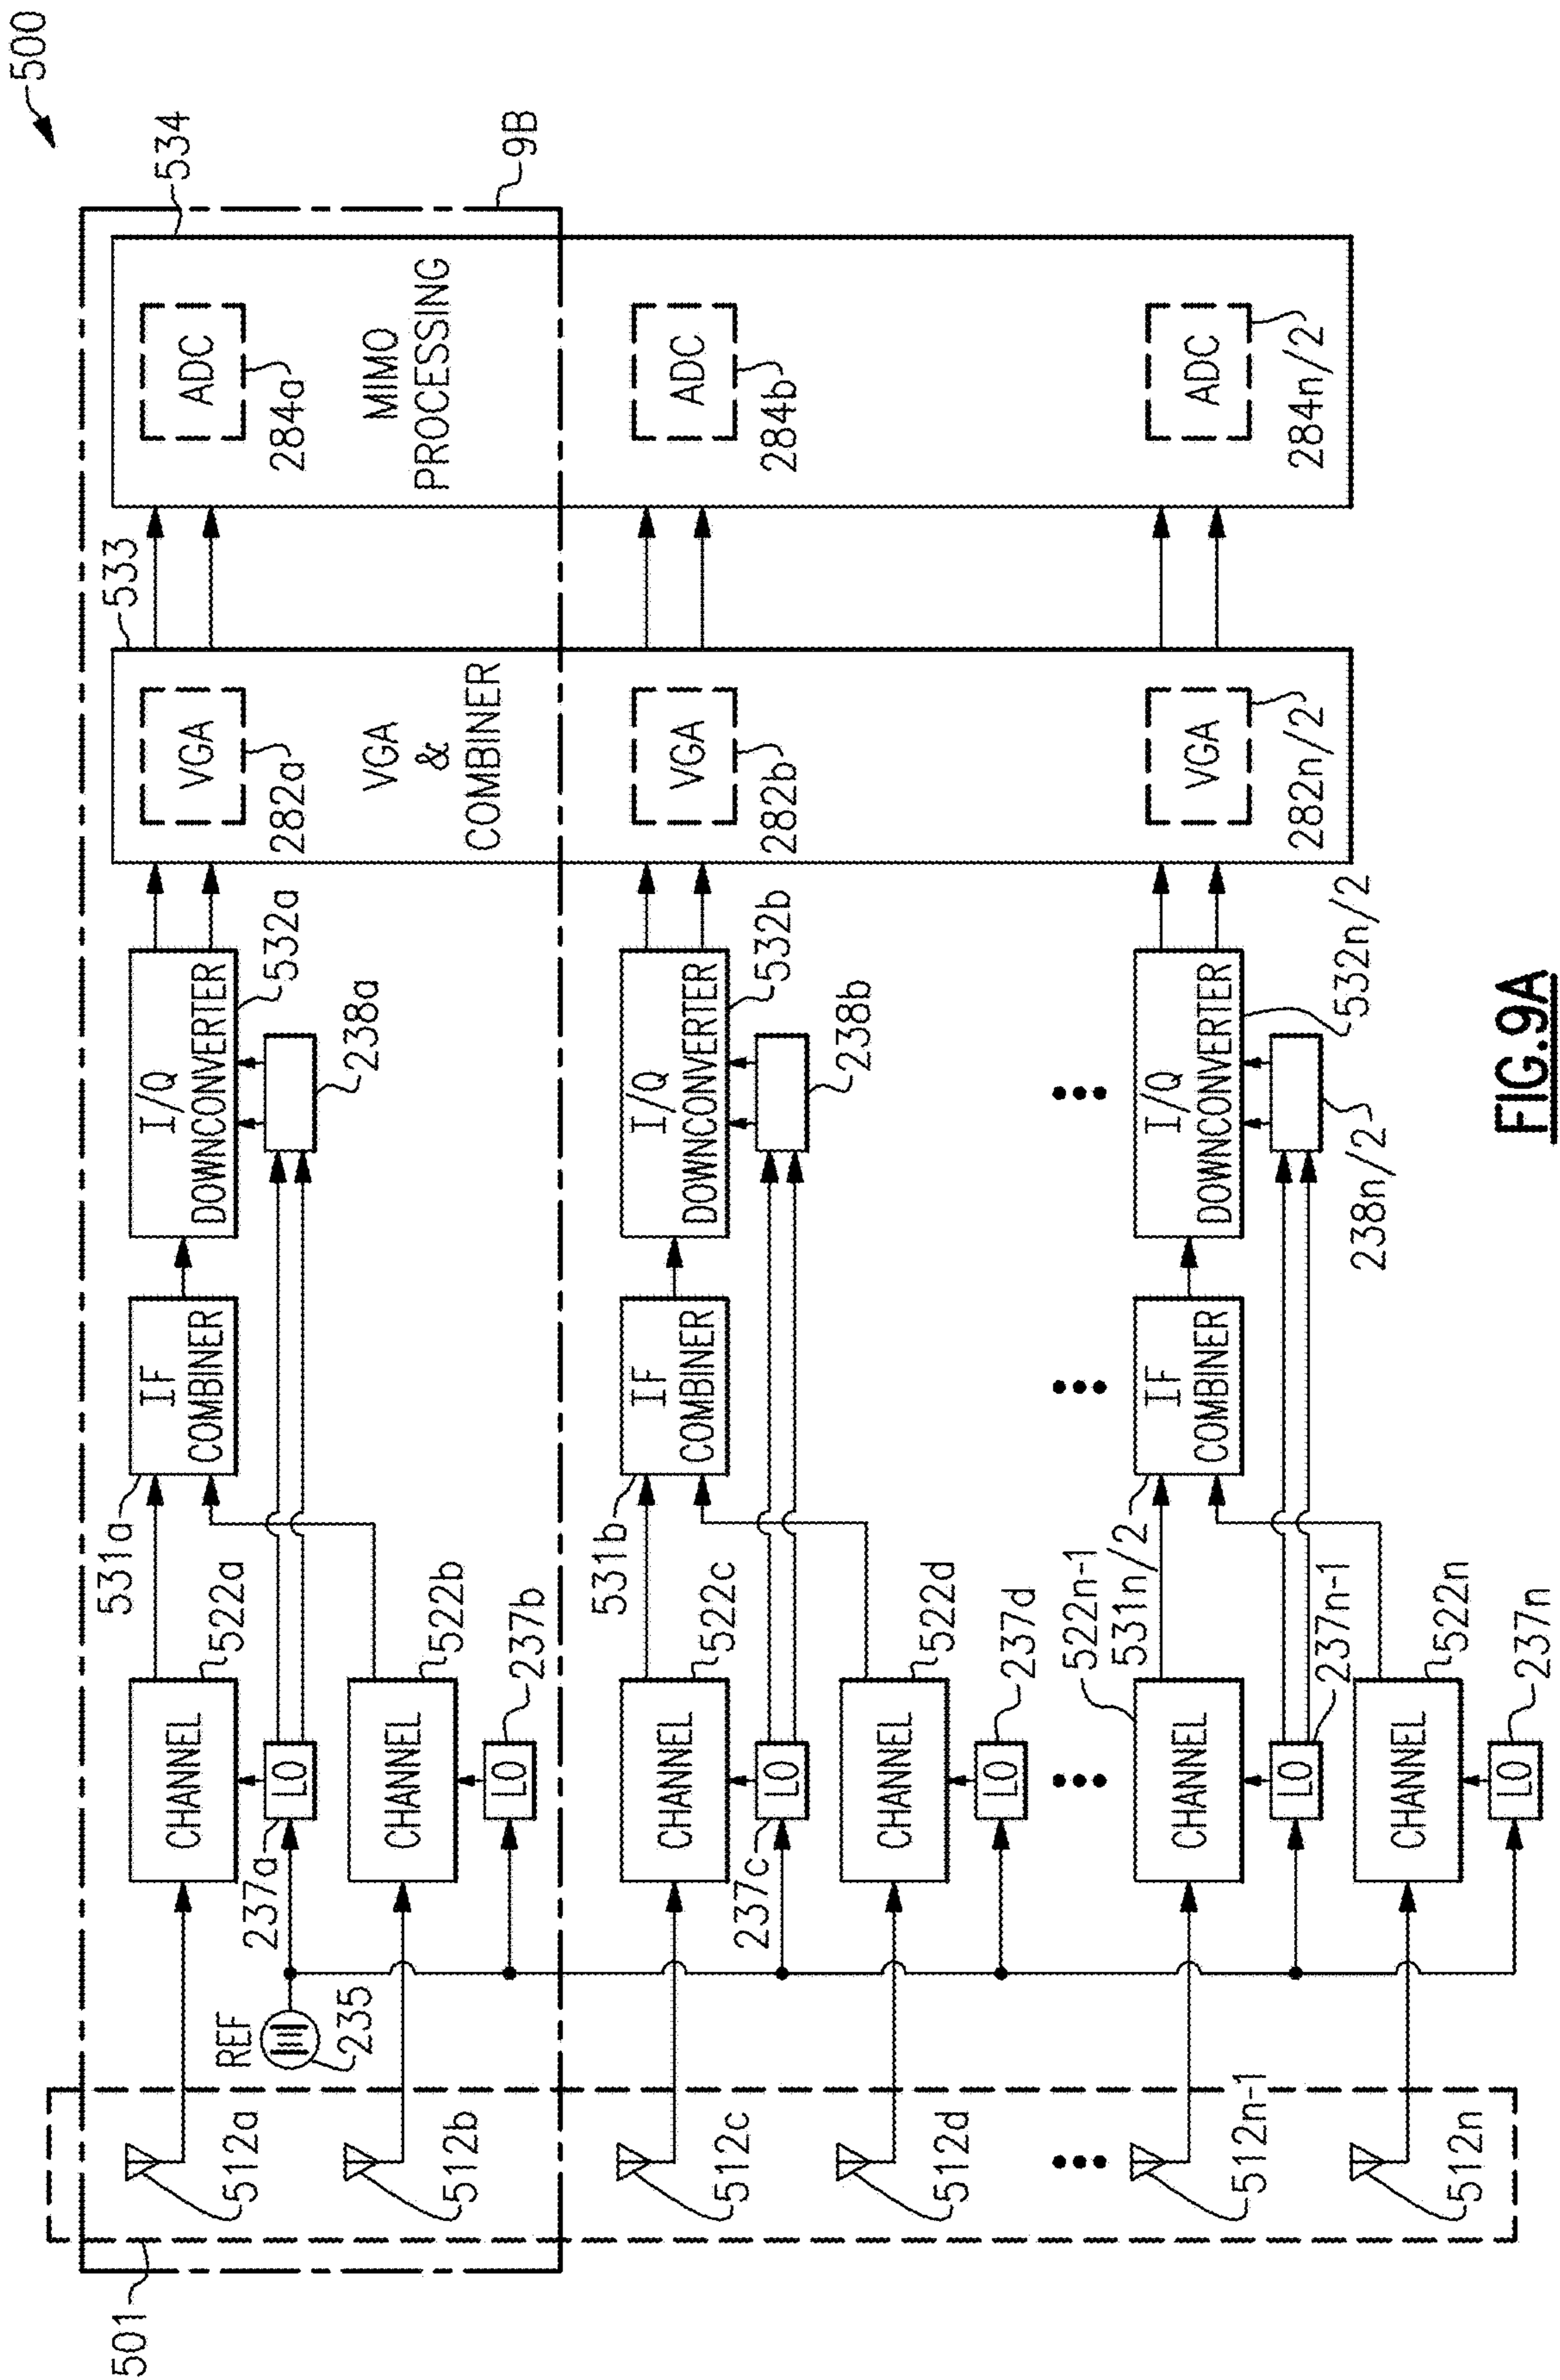 500
9B
534
ADC
284a
MIMO
PROCESSING
ADC
284b
ADC
284n/2
533
VGA
282a
VGA
&
COMBINER
VGA
282b
VGA
282n/2
I/Q
DOWNCONVERTER
532a
238a
I/Q
DOWNCONVERTER
532b
238b
I/Q
DOWNCONVERTER
532n/2
238n/2
IF
COMBINER
531a
IF
COMBINER
531b
IF
COMBINER
531n/2
CHANNEL
522a
LO
237a
CHANNEL
522b
LO
237b
CHANNEL
522c
LO
237c
CHANNEL
522d
LO
237d
CHANNEL
522n-1
LO
237n-1
CHANNEL
522n
LO
237n
REF
235
512a
512b
512c
512d
512n-1
512n
501
FIG.9A